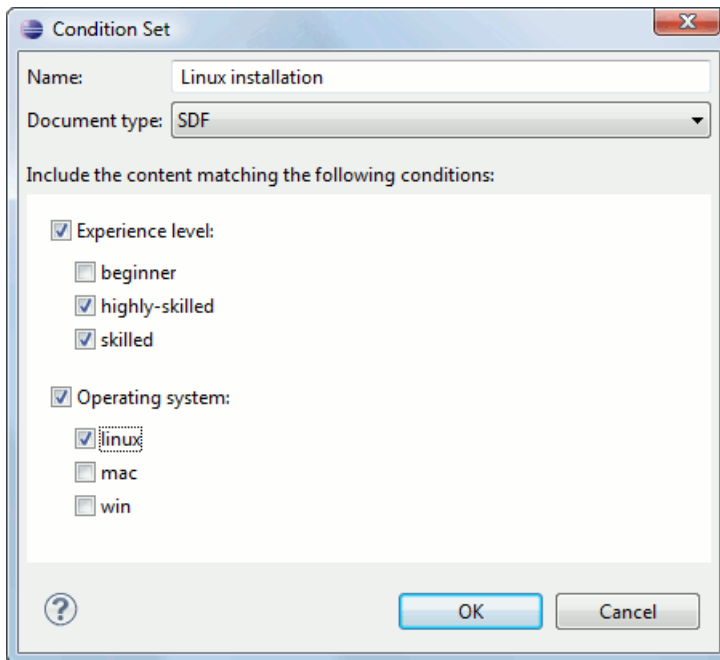 Condition Set
Name: Linux installation
Document type: SDF
Include the content matching the following conditions:
Experience level:
beginner
highly-skilled
skilled
Operating system:
linux
mac
win
OK Cancel